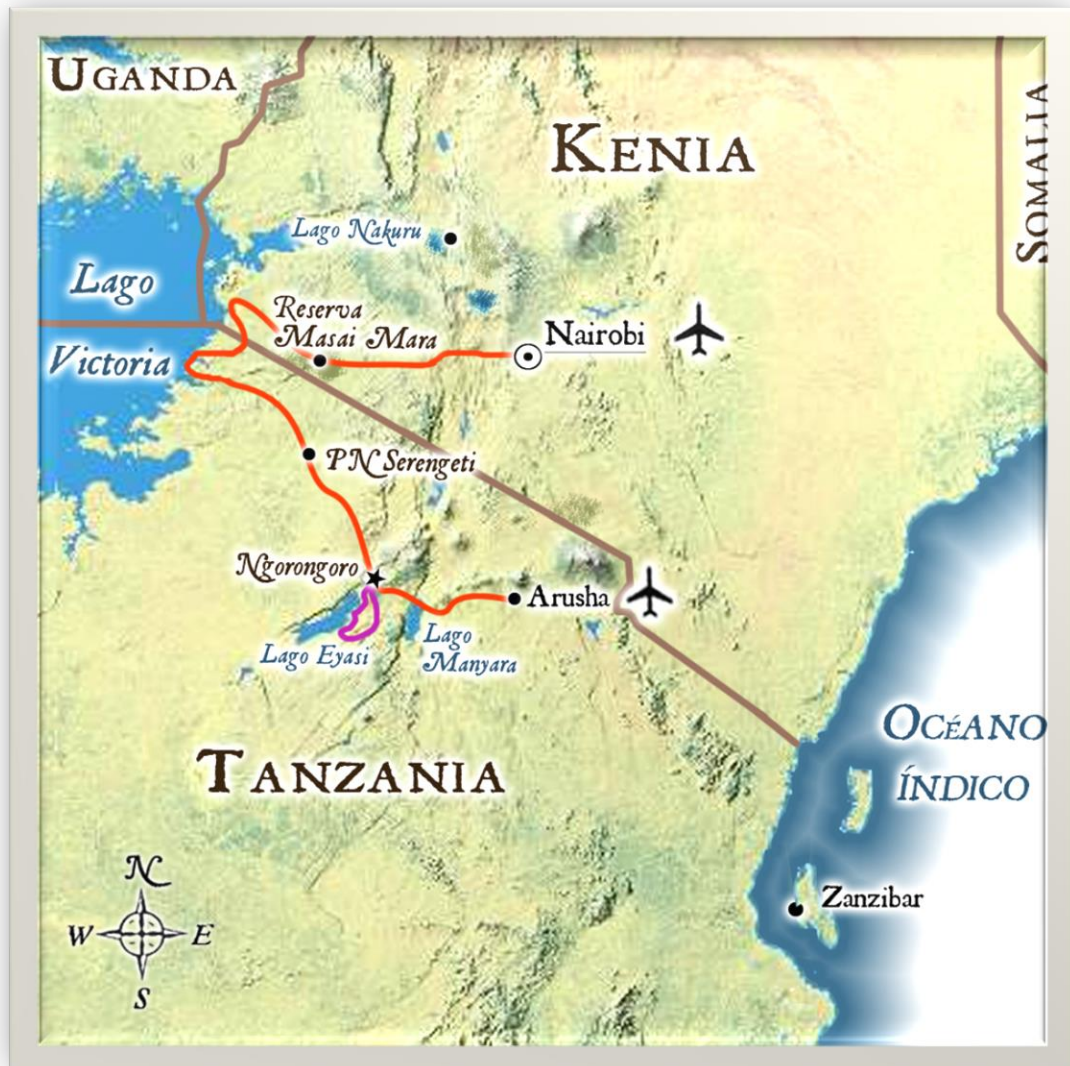 UGANDA
KENIA
SOMALIA
Lago Nakuru
Lago
Victoria
Reserva
Masai Mara
Nairobi
PN Serengeti
Ngorongoro
Arusha
Lago Eyasi
Lago
Manyara
TANZANIA
OCÉANO
ÍNDICO
Zanzibar
N
W E
S